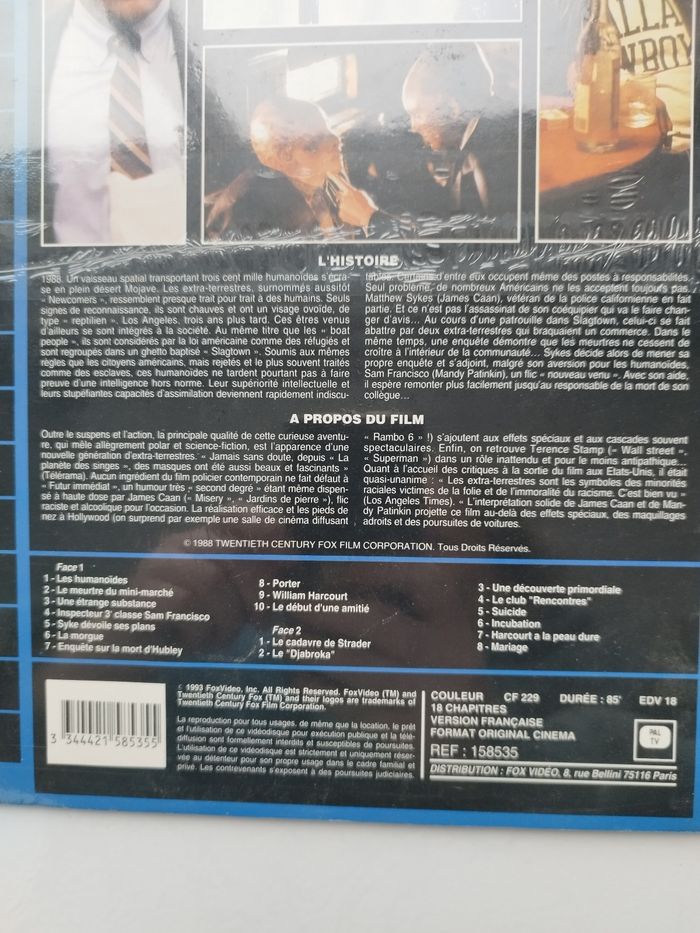 LLA
WBOY
L'HISTOIRE
1988. Un vaisseau spatial transportant trois cent mille humanoïdes s'écra-
se en plein désert Mojave. Les extra-terrestres, surnommés aussitôt
« Newcomers », ressemblent presque trait pour trait à des humains. Seuls
signes de reconnaissance, ils sont chauves et ont un visage ovoïde, de
type « reptilien ». Los Angeles, trois ans plus tard. Ces êtres venus
d'ailleurs se sont intégrés à la société. Au même titre que les « boat
people », ils sont considérés par la loi américaine comme des réfugiés et
sont regroupés dans un ghetto baptisé « Slagtown ». Soumis aux mêmes
règles que les citoyens américains, mais rejetés et le plus souvent traités
comme des esclaves, ces humanoïdes ne tardent pourtant pas à faire
preuve d'une intelligence hors norme. Leur supériorité intellectuelle et
leurs stupéfiantes capacités d'assimilation deviennent rapidement indiscu-
tables. Certains d'entre eux occupent même des postes à responsabilités.
Seul problème, de nombreux Américains ne les acceptent toujours pas.
Matthew Sykes (James Caan), vétéran de la police californienne en fait
partie. Et ce n'est pas l'assassinat de son coéquipier qui va le faire chan-
ger d'avis... Au cours d'une patrouille dans Slagtown, celui-ci se fait
abattre par deux extra-terrestres qui braquaient un commerce. Dans le
même temps, une enquête démontre que les meurtres ne cessent de
croître à l'intérieur de la communauté... Sykes décide alors de mener sa
propre enquête et s'adjoint, malgré son aversion pour les humanoïdes,
Sam Francisco (Mandy Patinkin), un flic « nouveau venu ». Avec son aide,
il espère remonter plus facilement jusqu'au responsable de la mort de son
collègue...
A PROPOS DU FILM
Outre le suspens et l'action, la principale qualité de cette curieuse aventu-
re, qui mêle allègrement polar et science-fiction, est l'apparence d'une
nouvelle génération d'extra-terrestres. « Jamais sans doute, depuis « La
planète des singes », des masques ont été aussi beaux et fascinants »
(Télérama). Aucun ingrédient du film policier contemporain ne fait défaut à
« Futur immédiat », un humour très « second degré » étant même dispen-
sé à haute dose par James Caan (« Misery », « Jardins de pierre »), flic
raciste et alcoolique pour l'occasion. La réalisation efficace et les pieds de
nez à Hollywood (on surprend par exemple une salle de cinéma diffusant
« Rambo 6 » !) s'ajoutent aux effets spéciaux et aux cascades souvent
spectaculaires. Enfin, on retrouve Terence Stamp (« Wall street »,
« Superman ») dans un rôle inattendu et pour le moins antipathique...
Quant à l'accueil des critiques à la sortie du film aux Etats-Unis, il était
quasi-unanime : « Les extra-terrestres sont les symboles des minorités
raciales victimes de la folie et de l'immoralité du racisme. C'est bien vu »
(Los Angeles Times). « L'interprétation solide de James Caan et de Man-
dy Patinkin projette ce film au-delà des effets spéciaux, des maquillages
adroits et des poursuites de voitures.
© 1988 TWENTIETH CENTURY FOX FILM CORPORATION. Tous Droits Réservés.
Face 1
1 - Les humanoïdes
2 - Le meurtre du mini-marché
3 - Une étrange substance
4 - Inspecteur 3e classe Sam Francisco
5 - Syke dévoile ses plans
6 - La morgue
7 - Enquête sur la mort d'Hubley
8 - Porter
9 - William Harcourt
10 - Le début d'une amitié
Face 2
1 - Le cadavre de Strader
2 - Le "Djabroka"
3 - Une découverte primordiale
4 - Le club "Rencontres"
5 - Suicide
6 - Incubation
7 - Harcourt a la peau dure
8 - Mariage
3 344421 585355
© 1993 FoxVideo, Inc. All Rights Reserved. FoxVideo (TM) and
Twentieth Century Fox (TM) and their logos are trademarks of
Twentieth Century Fox Film Corporation.
La reproduction pour tous usages, de même que la location, le prêt
et l'utilisation de ce vidéodisque pour exécution publique et la télé-
diffusion sont formellement interdits et susceptibles de poursuites.
L'utilisation de ce vidéodisque est strictement et uniquement réser-
vée au détenteur pour son propre usage dans le cadre familial et
privé. Les contrevenants s'exposent à des poursuites judiciaires.
COULEUR CF 229 DURÉE : 85' EDV 18
18 CHAPITRES
VERSION FRANÇAISE
FORMAT ORIGINAL CINEMA
REF : 158535
PAL
TV
DISTRIBUTION : FOX VIDÉO, 8, rue Bellini 75116 Paris